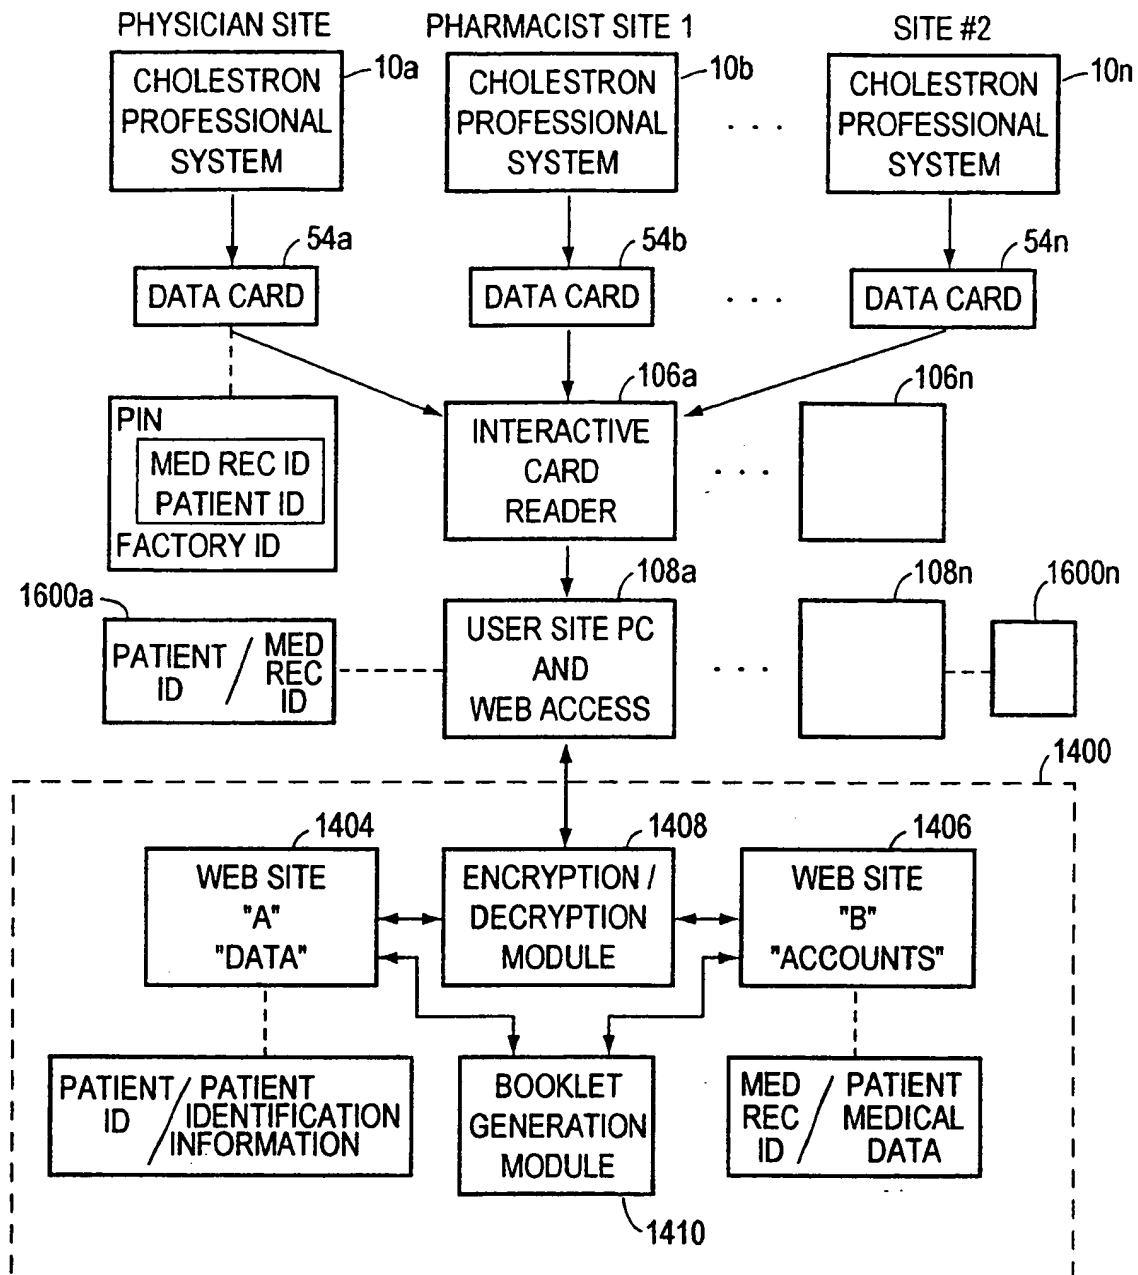 PHYSICIAN SITE
PHARMACIST SITE 1
SITE #2
CHOLESTRON
PROFESSIONAL
SYSTEM
10a
CHOLESTRON
PROFESSIONAL
SYSTEM
10b
. . .
CHOLESTRON
PROFESSIONAL
SYSTEM
10n
54a
DATA CARD
54b
DATA CARD
. . .
54n
DATA CARD
PIN
MED REC ID
PATIENT ID
FACTORY ID
106a
INTERACTIVE
CARD
READER
. . .
106n
1600a
PATIENT
ID
/
MED
REC
ID
108a
USER SITE PC
AND
WEB ACCESS
. . .
108n
1600n
1400
1404
WEB SITE
"A"
"DATA"
1408
ENCRYPTION /
DECRYPTION
MODULE
1406
WEB SITE
"B"
"ACCOUNTS"
PATIENT
ID
/
PATIENT
IDENTIFICATION
INFORMATION
BOOKLET
GENERATION
MODULE
1410
MED
REC
ID
/
PATIENT
MEDICAL
DATA